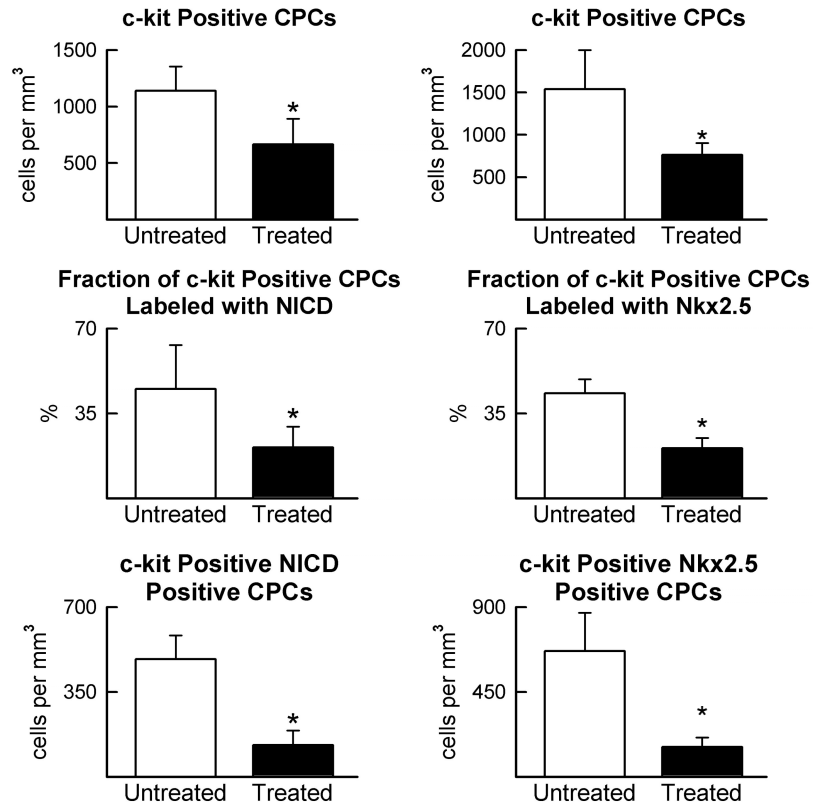 c-kit Positive CPCs
1500
1000
500
cells per mm³
*
Untreated Treated
c-kit Positive CPCs
2000
1500
1000
500
cells per mm³
*
Untreated Treated
Fraction of c-kit Positive CPCs
Labeled with NICD
70
35
%
*
Untreated Treated
Fraction of c-kit Positive CPCs
Labeled with Nkx2.5
70
35
%
*
Untreated Treated
c-kit Positive NICD
Positive CPCs
700
350
cells per mm³
*
Untreated Treated
c-kit Positive Nkx2.5
Positive CPCs
900
450
cells per mm³
*
Untreated Treated